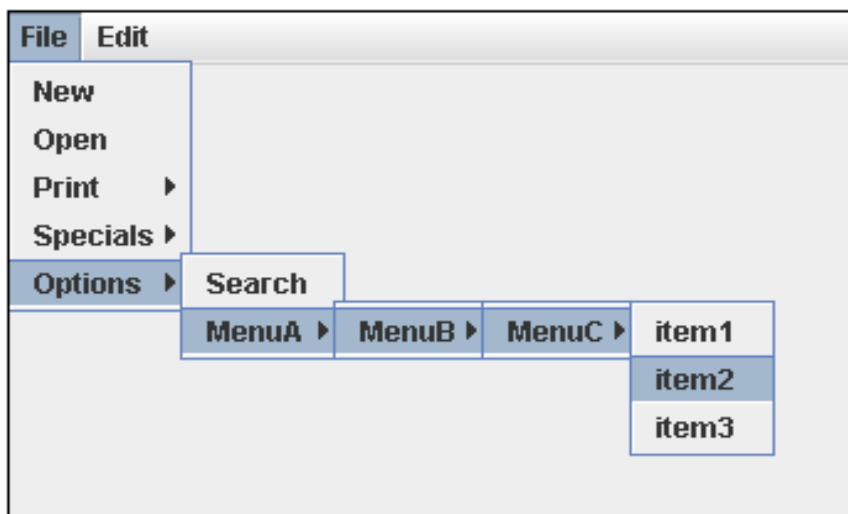 File Edit
New
Open
Print
Specials
Options Search
MenuA MenuB MenuC item1
item2
item3